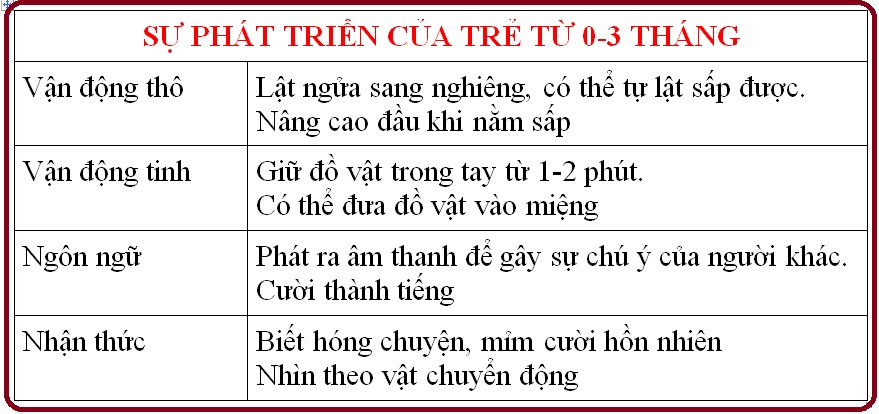 SỰ PHÁT TRIỂN CỦA TRẺ TỪ 0-3 THÁNG
Vận động thô
Lật ngửa sang nghiêng, có thể tự lật sấp được.
Nâng cao đầu khi nằm sấp
Vận động tinh
Giữ đồ vật trong tay từ 1-2 phút.
Có thể đưa đồ vật vào miệng
Ngôn ngữ
Phát ra âm thanh để gây sự chú ý của người khác.
Cười thành tiếng
Nhận thức
Biết hóng chuyện, mỉm cười hồn nhiên
Nhìn theo vật chuyển động